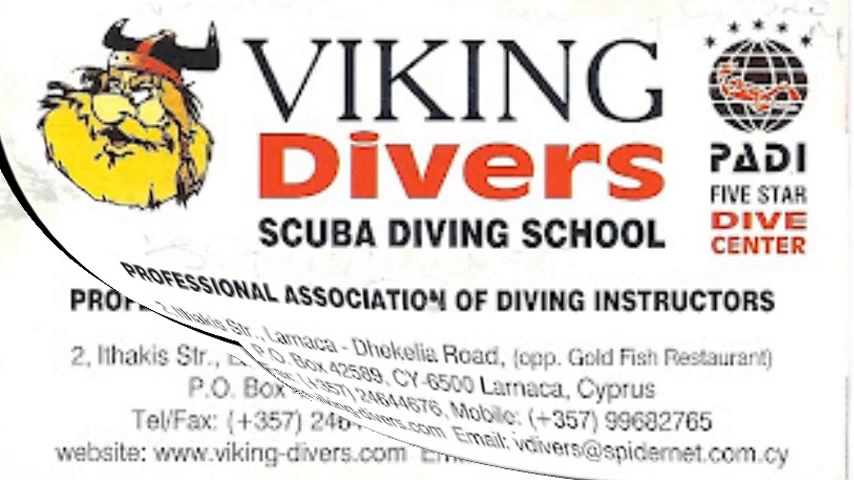 VIKING
Divers
SCUBA DIVING SCHOOL
PADI
FIVE STAR
DIVE
CENTER
PROFESSIONAL ASSOCIATION OF DIVING INSTRUCTORS
2, Ithakis Str., Larnaca - Dhekelia Road, (opp. Gold Fish Restaurant)
P.O. Box 42589, CY-6500 Larnaca, Cyprus
Tel/Fax: (+357) 24644676, Mobile: (+357) 99682765
website: www.viking-divers.com Email: vdivers@spidernet.com.cy